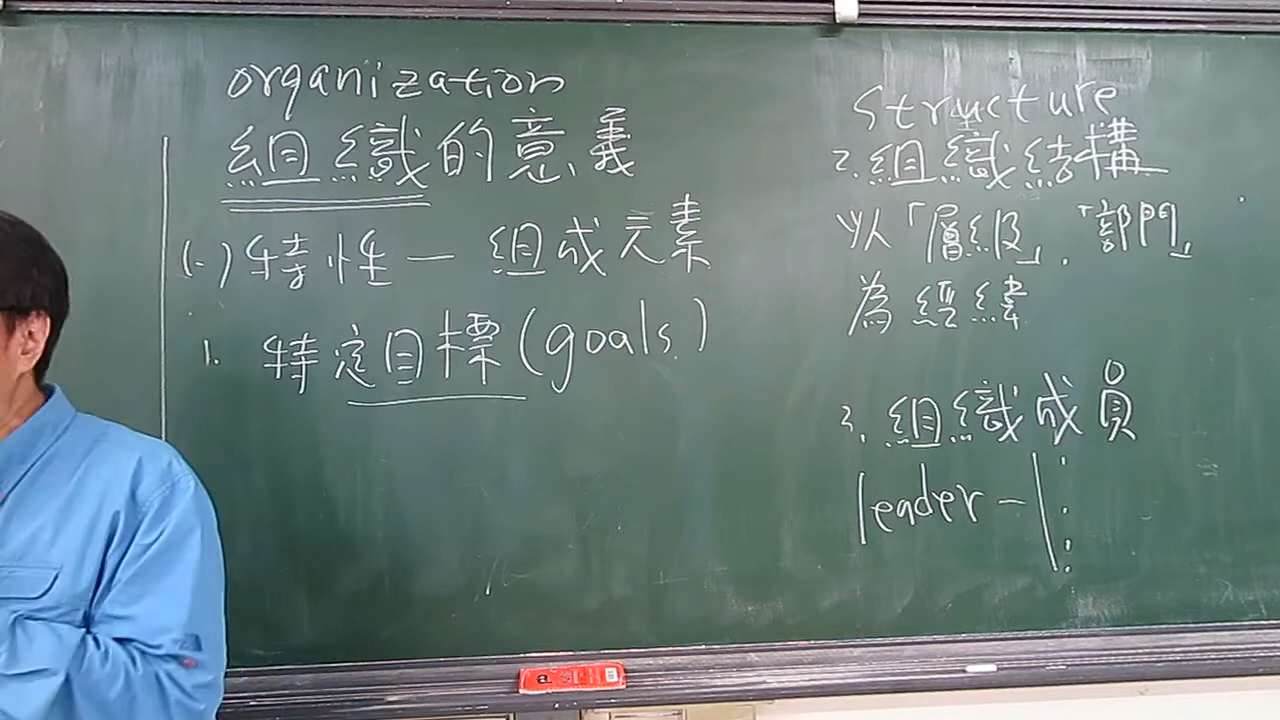 organization
組織的意義
(一)特性—組成元素
1. 特定目標(goals)
structure
2.組織結構
以「層級」.「部門」
為經緯
3.組織成員
leader-